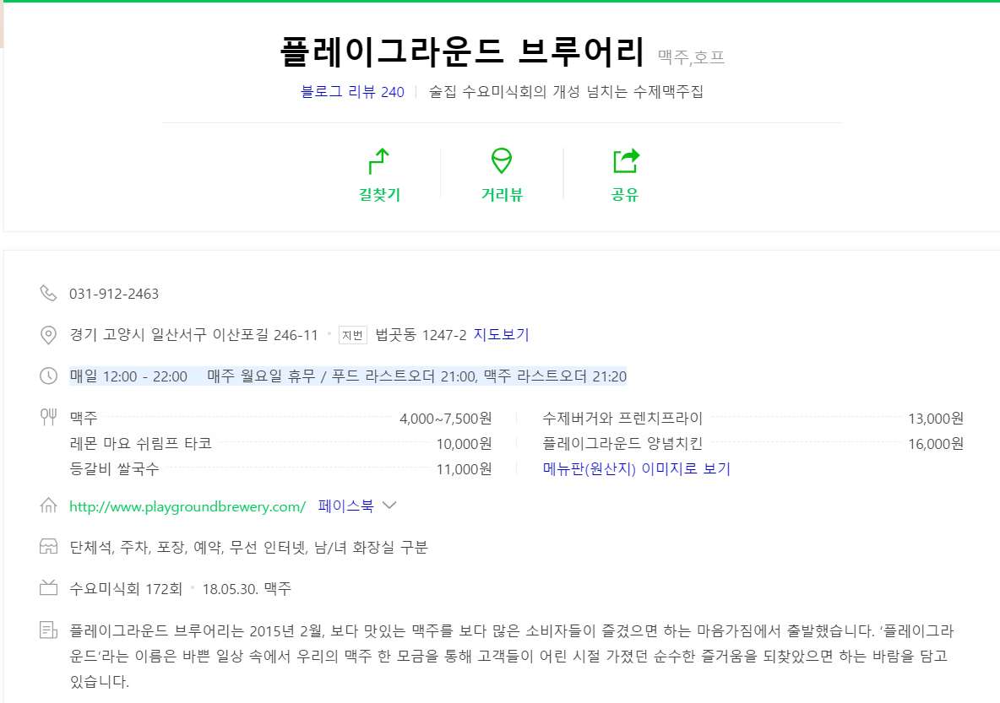 플레이그라운드 브루어리 맥주,호프
블로그 리뷰 240 술집 수요미식회의 개성 넘치는 수제맥주집
길찾기 거리뷰 공유
031-912-2463
경기 고양시 일산서구 이산포길 246-11 지번 법곳동 1247-2 지도보기
매일 12:00 - 22:00 매주 월요일 휴무 / 푸드 라스트오더 21:00, 맥주 라스트오더 21:20
맥주 4,000~7,500원 수제버거와 프렌치프라이 13,000원
레몬 마요 쉬림프 타코 10,000원 플레이그라운드 양념치킨 16,000원
등갈비 쌀국수 11,000원 메뉴판(원산지) 이미지로 보기
http://www.playgroundbrewery.com/ 페이스북
단체석, 주차, 포장, 예약, 무선 인터넷, 남/녀 화장실 구분
수요미식회 172회 18.05.30. 맥주
플레이그라운드 브루어리는 2015년 2월, 보다 맛있는 맥주를 보다 많은 소비자들이 즐겼으면 하는 마음가짐에서 출발했습니다. ‘플레이그라
운드’라는 이름은 바쁜 일상 속에서 우리의 맥주 한 모금을 통해 고객들이 어린 시절 가졌던 순수한 즐거움을 되찾았으면 하는 바람을 담고
있습니다.